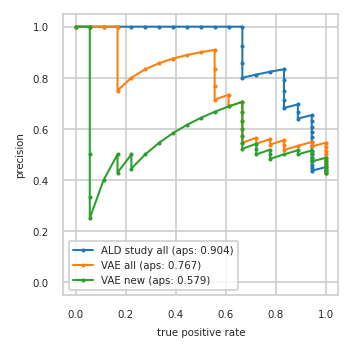 1.0
0.8
0.6
0.4
0.2
0.0
precision
ALD study all (aps: 0.904)
VAE all (aps: 0.767)
VAE new (aps: 0.579)
0.0 0.2 0.4 0.6 0.8 1.0
true positive rate